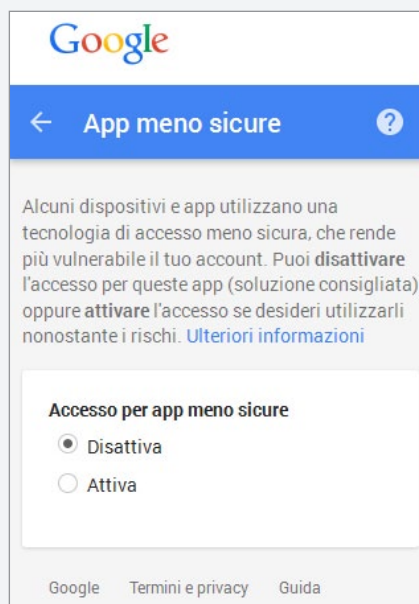 Google
App meno sicure
Alcuni dispositivi e app utilizzano una
tecnologia di accesso meno sicura, che rende
più vulnerabile il tuo account. Puoi disattivare
l'accesso per queste app (soluzione consigliata)
oppure attivare l'accesso se desideri utilizzarli
nonostante i rischi. Ulteriori informazioni
Accesso per app meno sicure
Disattiva
Attiva
Google Termini e privacy Guida